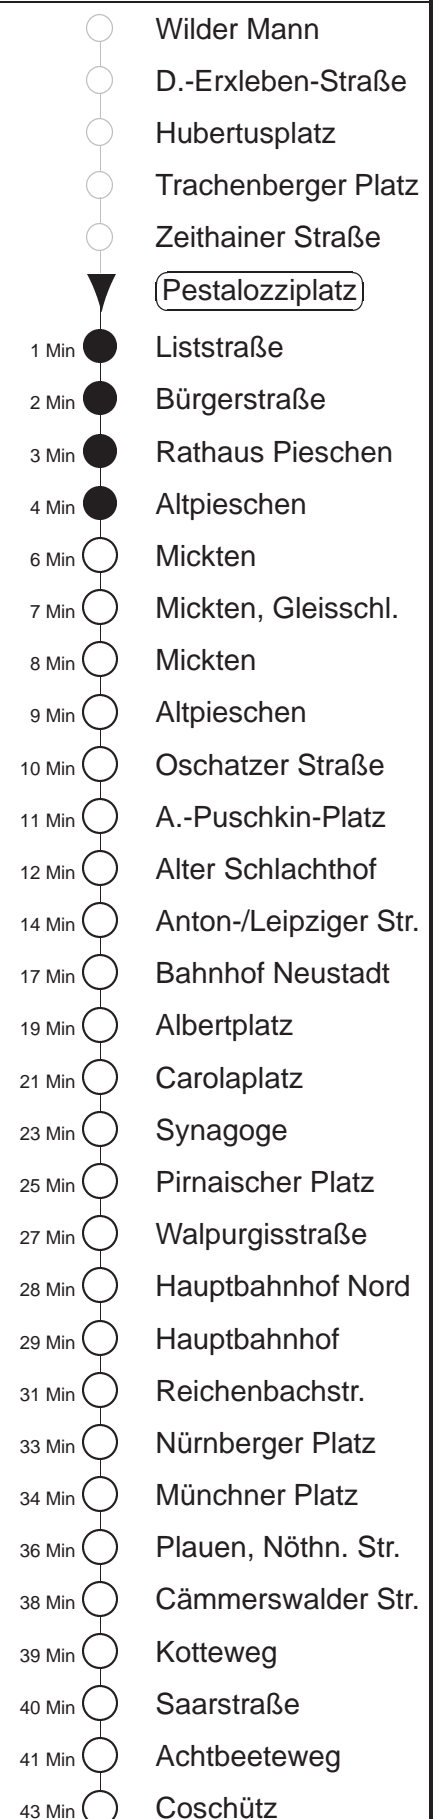 Wilder Mann
D.-Erxleben-Straße
Hubertusplatz
Trachenberger Platz
Zeithainer Straße
Pestalozziplatz
1 Min Liststraße
2 Min Bürgerstraße
3 Min Rathaus Pieschen
4 Min Altpieschen
6 Min Mickten
7 Min Mickten, Gleisschl.
8 Min Mickten
9 Min Altpieschen
10 Min Oschatzer Straße
11 Min A.-Puschkin-Platz
12 Min Alter Schlachthof
14 Min Anton-/Leipziger Str.
17 Min Bahnhof Neustadt
19 Min Albertplatz
21 Min Carolaplatz
23 Min Synagoge
25 Min Pirnaischer Platz
27 Min Walpurgisstraße
28 Min Hauptbahnhof Nord
29 Min Hauptbahnhof
31 Min Reichenbachstr.
33 Min Nürnberger Platz
34 Min Münchner Platz
36 Min Plauen, Nöthn. Str.
38 Min Cämmerswalder Str.
39 Min Kotteweg
40 Min Saarstraße
41 Min Achtbeeteweg
43 Min Coschütz